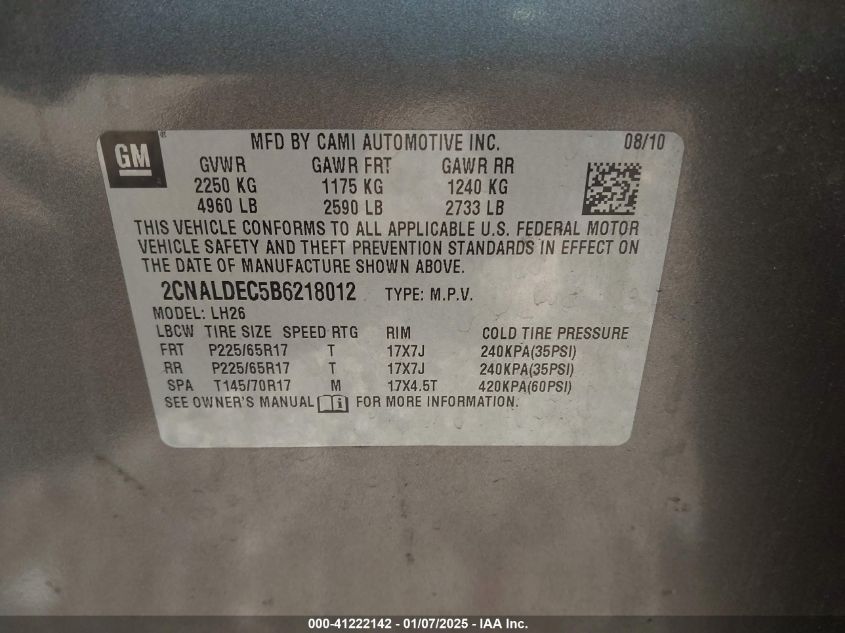 GM
MFD BY CAMI AUTOMOTIVE INC. 08/10
GVWR GAWR FRT GAWR RR
2250 KG 1175 KG 1240 KG
4960 LB 2590 LB 2733 LB
THIS VEHICLE CONFORMS TO ALL APPLICABLE U.S. FEDERAL MOTOR
VEHICLE SAFETY AND THEFT PREVENTION STANDARDS IN EFFECT ON
THE DATE OF MANUFACTURE SHOWN ABOVE.
2CNALDEC5B6218012 TYPE: M.P.V.
MODEL: LH26
LBCW TIRE SIZE SPEED RTG RIM COLD TIRE PRESSURE
FRT P225/65R17 T 17X7J 240KPA(35PSI)
RR P225/65R17 T 17X7J 240KPA(35PSI)
SPA T145/70R17 M 17X4.5T 420KPA(60PSI)
SEE OWNER'S MANUAL i FOR MORE INFORMATION.
000-41222142 - 01/07/2025 - IAA Inc.